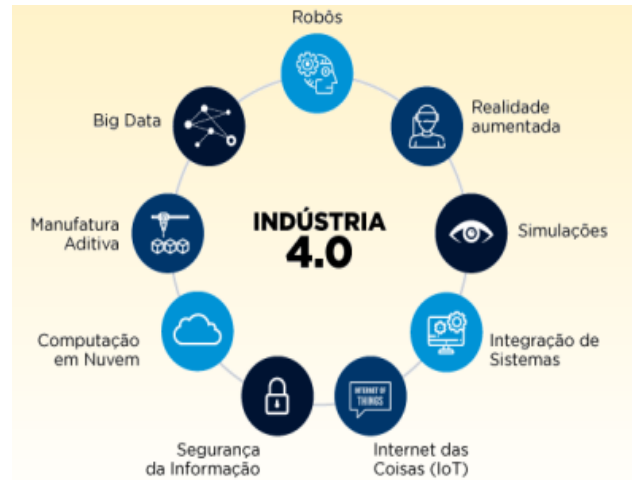 Robôs
Realidade
aumentada
Simulações
Integração de
Sistemas
INTERNET OF
THINGS
Internet das
Coisas (IoT)
Segurança
da Informação
Computação
em Nuvem
Manufatura
Aditiva
Big Data
INDÚSTRIA
4.0